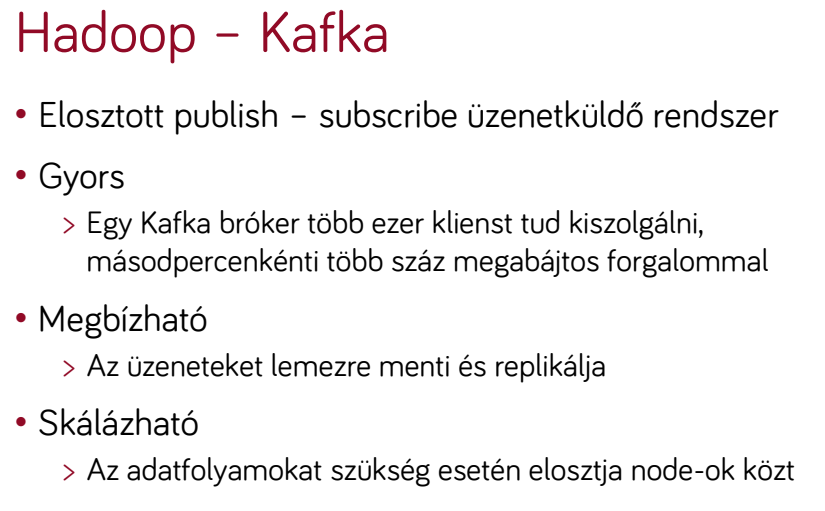 Hadoop – Kafka
• Elosztott publish – subscribe üzenetküldő rendszer
• Gyors
> Egy Kafka bróker több ezer klienst tud kiszolgálni,
másodpercenkénti több száz megabájtos forgalommal
• Megbízható
> Az üzeneteket lemezre menti és replikálja
• Skálázható
> Az adatfolyamokat szükség esetén elosztja node-ok közt